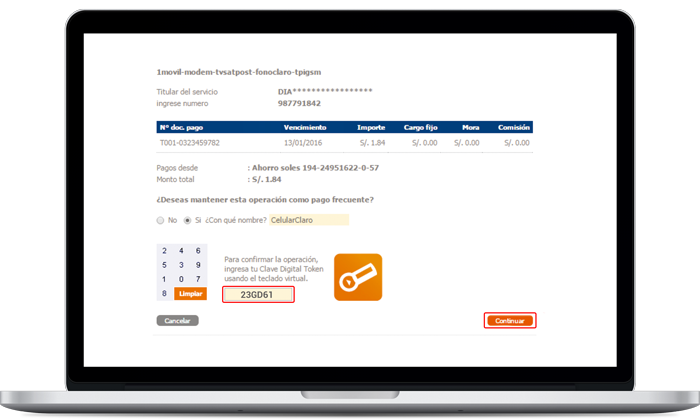 1movil-modem-tvsatpost-fonoclaro-tpigsm
Titular del servicio DIA*****************
ingrese numero 987791842
Nº doc. pago Vencimiento Importe Cargo fijo Mora Comisión
T001-0323459782 13/01/2016 S/. 1.84 S/. 0.00 S/. 0.00 S/. 0.00
Pagos desde : Ahorro soles 194-24951622-0-57
Monto total : S/. 1.84
¿Deseas mantener esta operación como pago frecuente?
No Si ¿Con qué nombre? CelularClaro
2 4 6
5 3 9
1 0 7
8 Limpiar
Para confirmar la operación,
ingresa tu Clave Digital Token
usando el teclado virtual.
23GD61
Cancelar Continuar